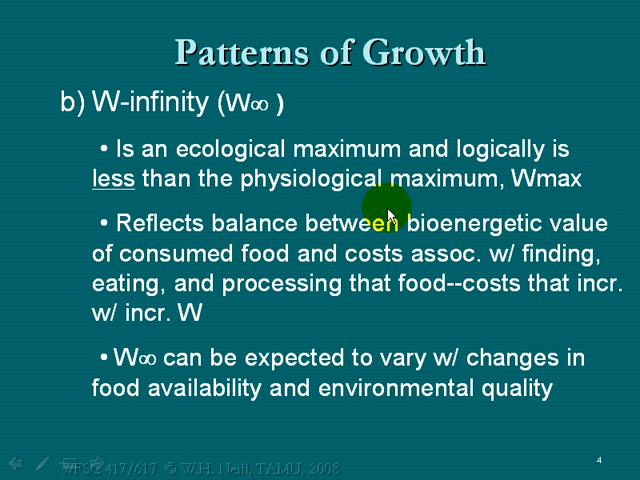 Patterns of Growth
b) W-infinity (W∞ )
• Is an ecological maximum and logically is
less than the physiological maximum, Wmax
• Reflects balance between bioenergetic value
of consumed food and costs assoc. w/ finding,
eating, and processing that food--costs that incr.
w/ incr. W
• W∞ can be expected to vary w/ changes in
food availability and environmental quality
WFSC 417/617 © W.H. Neill, TAMU, 2008
4